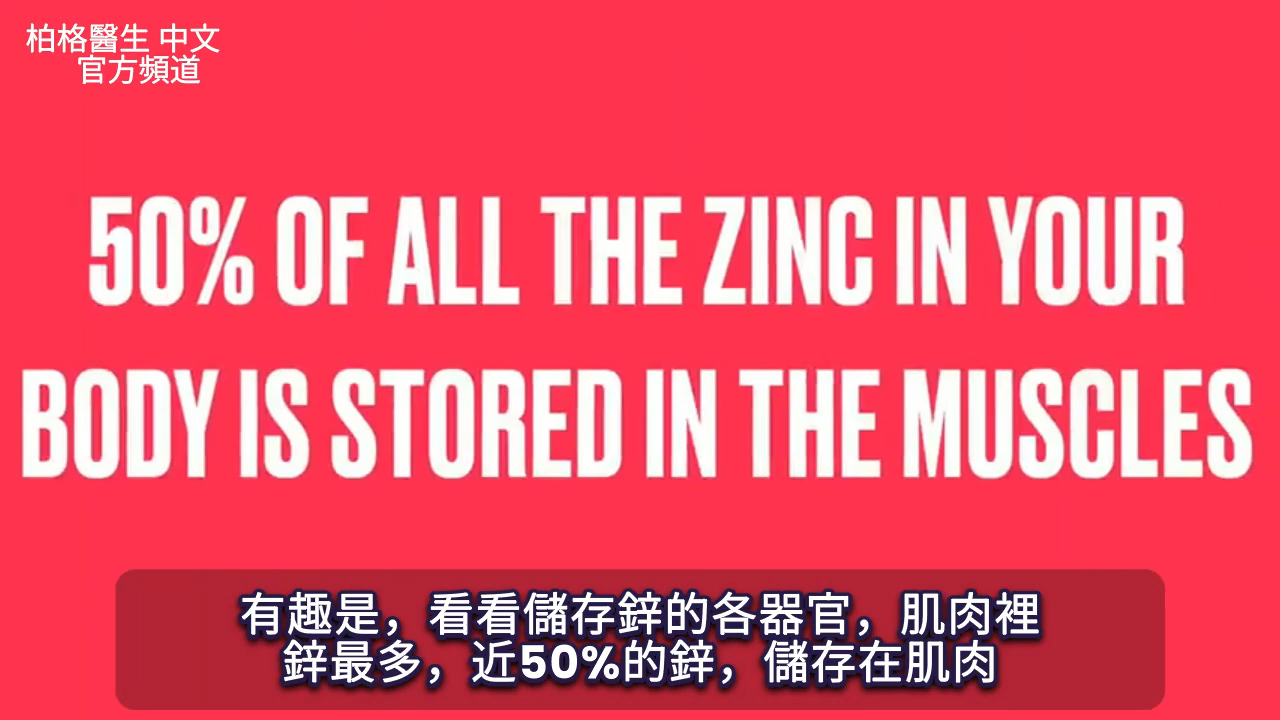 柏格醫生 中文
官方頻道
50% OF ALL THE ZINC IN YOUR
BODY IS STORED IN THE MUSCLES
有趣是，看看儲存鋅的各器官，肌肉裡
鋅最多，近50%的鋅，儲存在肌肉